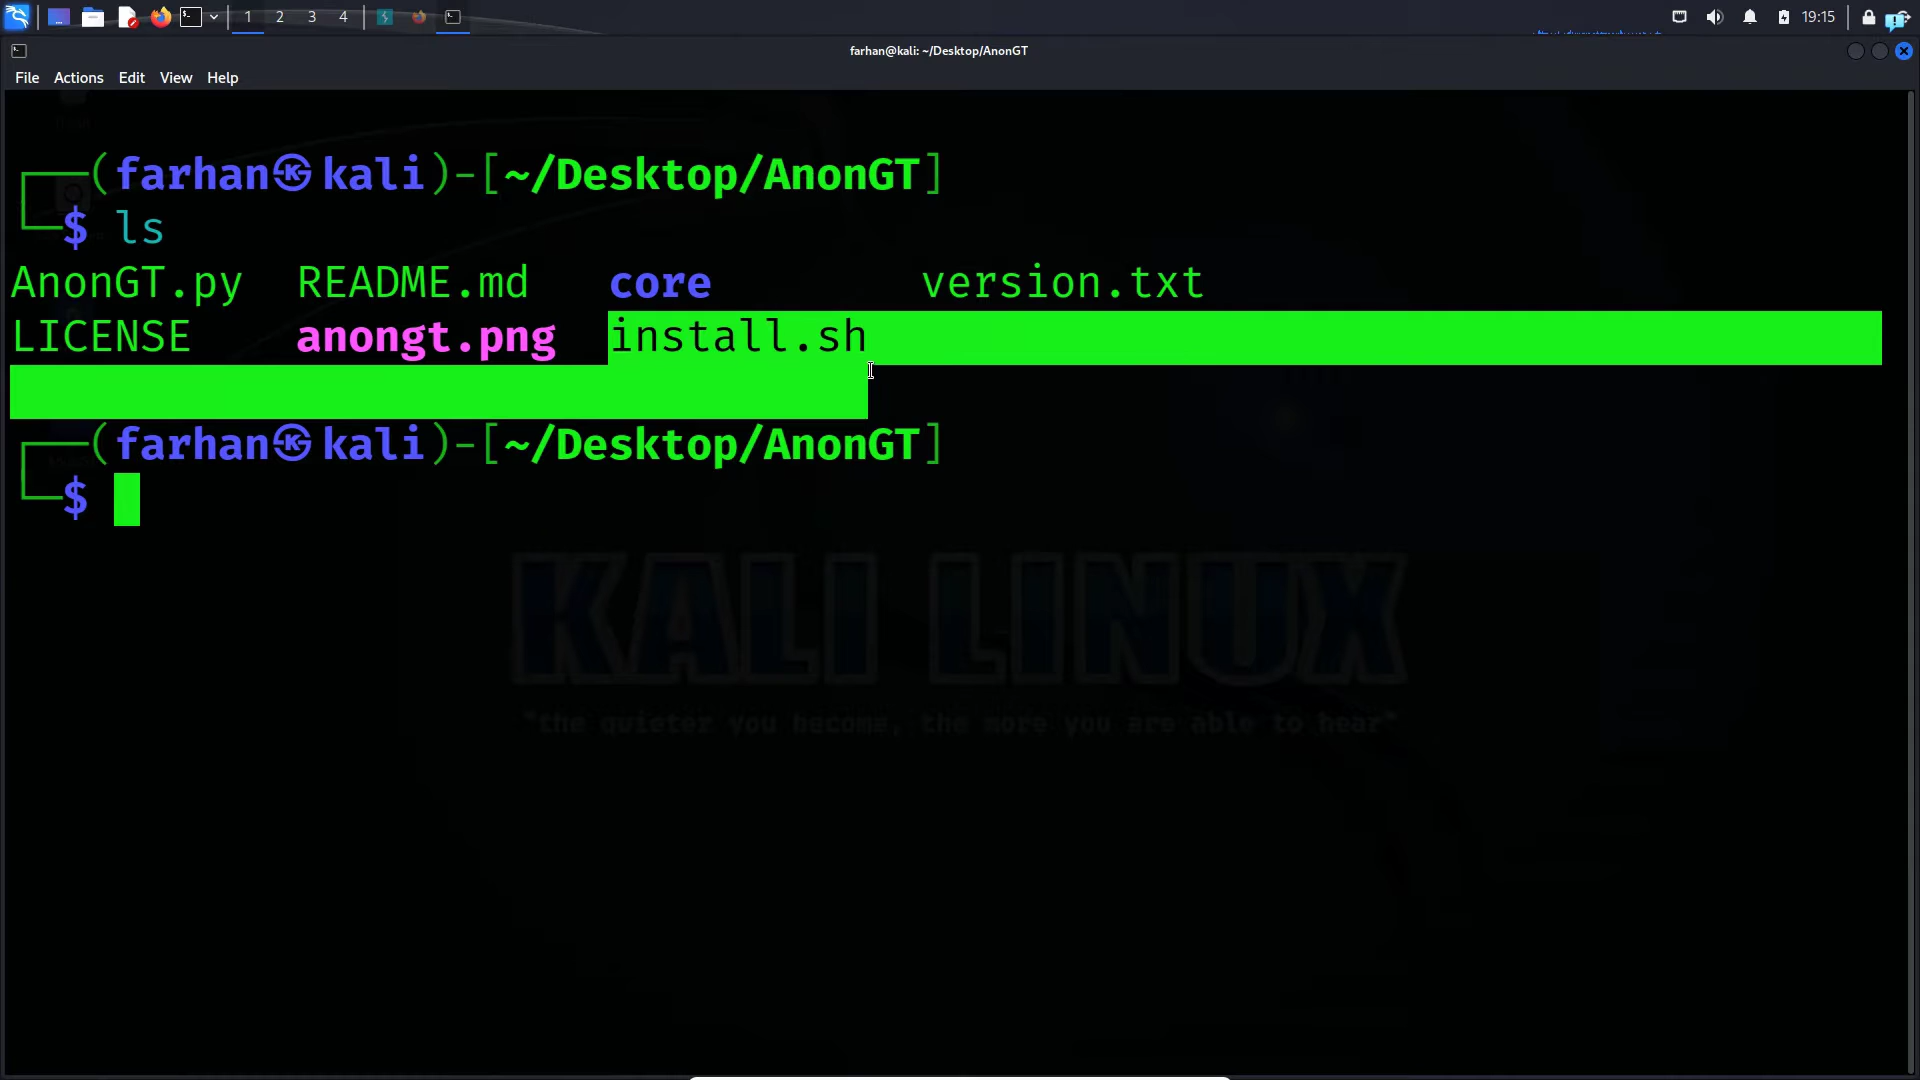 1 2 3 4 19:15
farhan@kali: ~/Desktop/AnonGT
File Actions Edit View Help
┌──(farhan㉿kali)-[~/Desktop/AnonGT]
└─$ ls
AnonGT.py README.md core version.txt
LICENSE anongt.png install.sh
┌──(farhan㉿kali)-[~/Desktop/AnonGT]
└─$
KALI LINUX
"the quieter you become, the more you are able to hear"